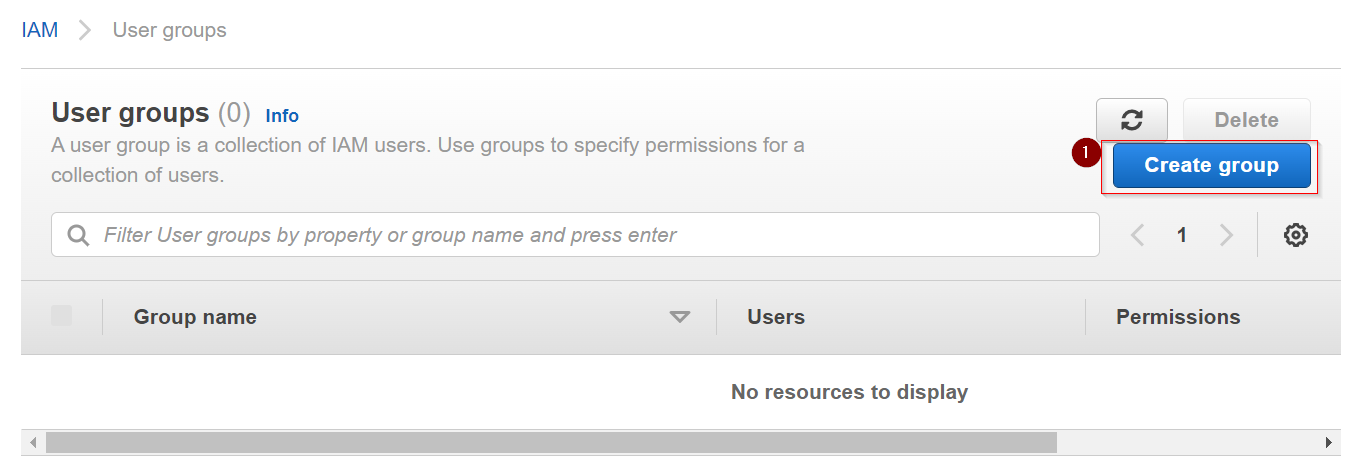 IAM > User groups
User groups (0) Info
Delete
A user group is a collection of IAM users. Use groups to specify permissions for a
collection of users.
1 Create group
Filter User groups by property or group name and press enter
1
Group name Users Permissions
No resources to display